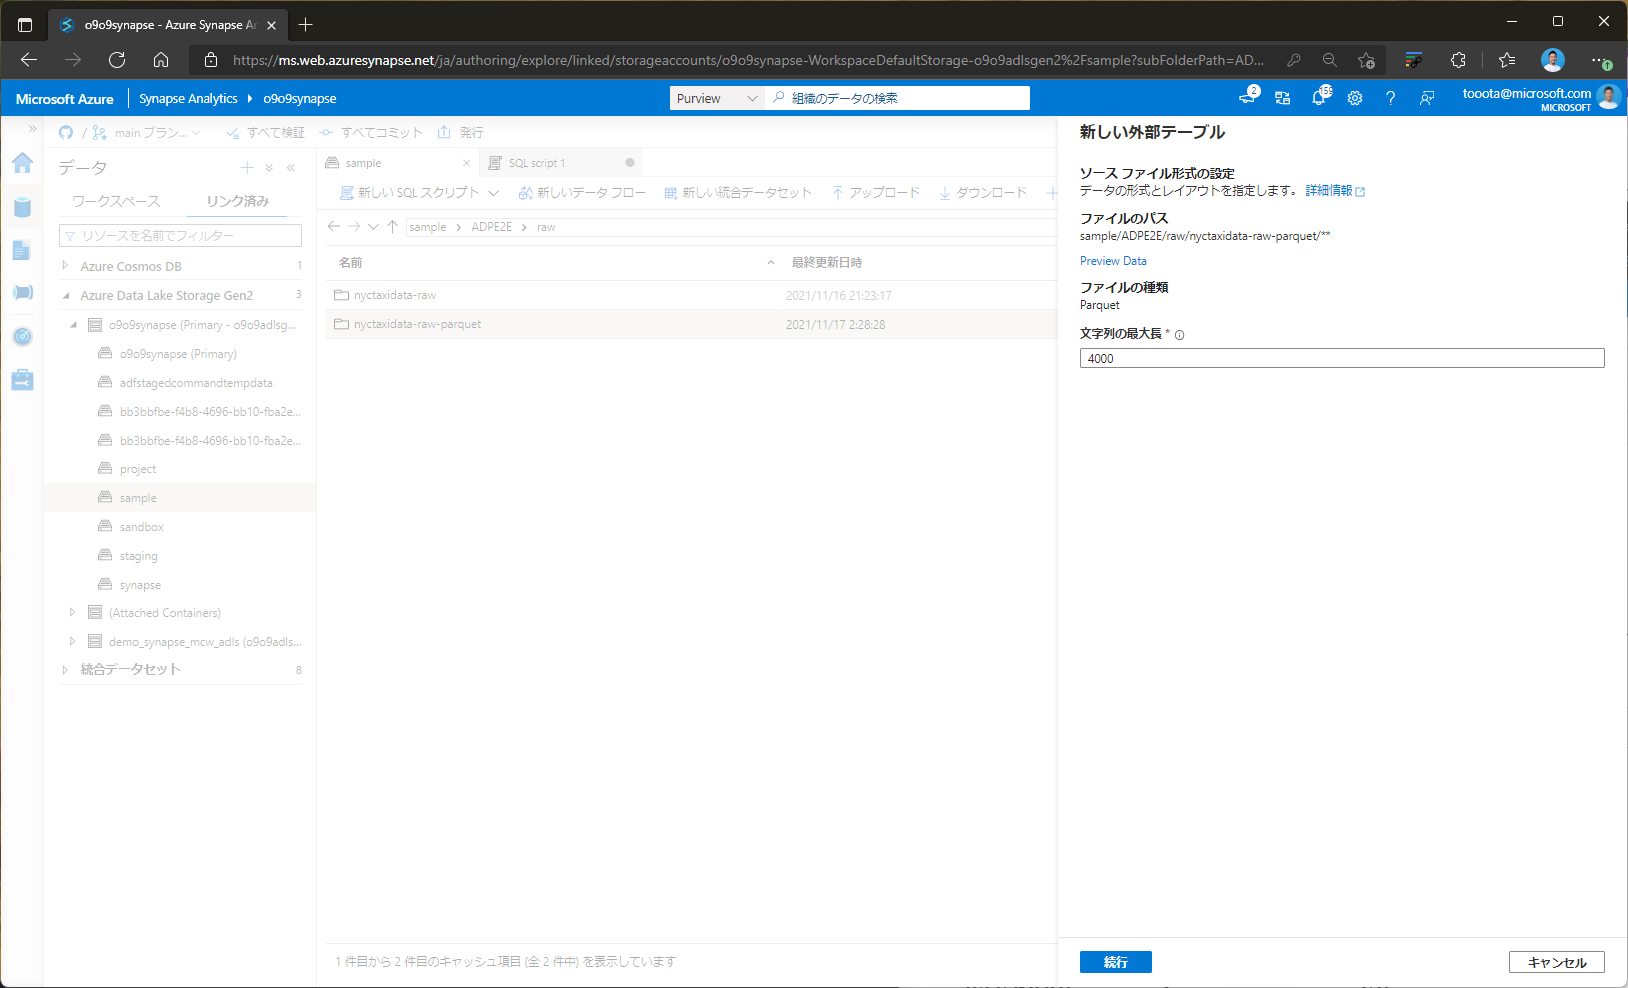 o9o9synapse - Azure Synapse An
https://ms.web.azuresynapse.net/ja/authoring/explore/linked/storageaccounts/o9o9synapse-WorkspaceDefaultStorage-o9o9adlsgen2%2Fsample?subFolderPath=AD...
Microsoft Azure
Synapse Analytics
o9o9synapse
Purview
組織のデータの検索
2
159
?
tooota@microsoft.com
MICROSOFT
/ main ブラン...
すべて検証
すべてコミット
発行
データ
ワークスペース
リンク済み
リソースを名前でフィルター
Azure Cosmos DB 1
Azure Data Lake Storage Gen2 3
o9o9synapse (Primary - o9o9adlsg...
o9o9synapse (Primary)
adfstagedcommandtempdata
bb3bbfbe-f4b8-4696-bb10-fba2e...
bb3bbfbe-f4b8-4696-bb10-fba2e...
project
sample
sandbox
staging
synapse
(Attached Containers)
demo_synapse_mcw_adls (o9o9adls...
統合データセット 8
sample
SQL script 1
新しい SQL スクリプト
新しいデータ フロー
新しい統合データセット
アップロード
ダウンロード
sample > ADPE2E > raw
名前
最終更新日時
nyctaxidata-raw 2021/11/16 21:23:17
nyctaxidata-raw-parquet 2021/11/17 2:28:28
1 件目から 2 件目のキャッシュ項目 (全 2 件中) を表示しています
新しい外部テーブル
ソース ファイル形式の設定
データの形式とレイアウトを指定します。 詳細情報
ファイルのパス
sample/ADPE2E/raw/nyctaxidata-raw-parquet/**
Preview Data
ファイルの種類
Parquet
文字列の最大長 *
4000
続行
キャンセル